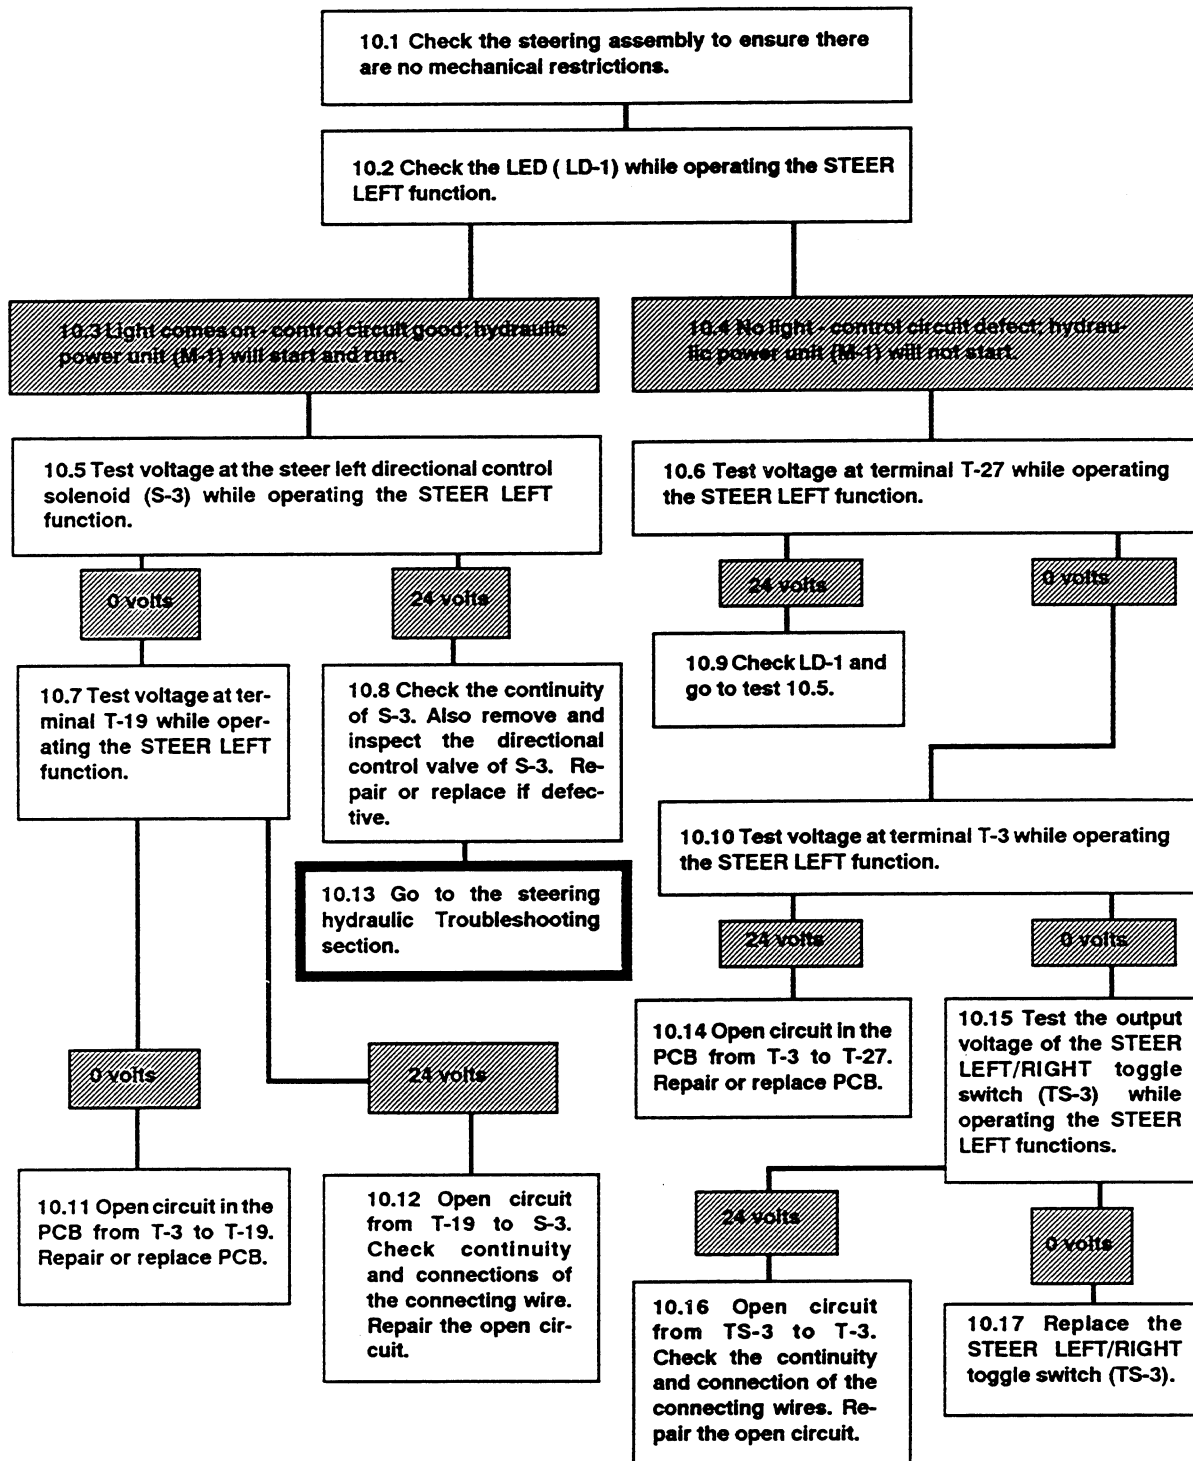 10.1 Check the steering assembly to ensure there
are no mechanical restrictions.
10.2 Check the LED ( LD-1) while operating the STEER
LEFT function.
10.3 Light comes on - control circuit good; hydraulic
power unit (M-1) will start and run.
10.4 No light - control circuit defect; hydrau-
lic power unit (M-1) will not start.
10.5 Test voltage at the steer left directional control
solenoid (S-3) while operating the STEER LEFT
function.
10.6 Test voltage at terminal T-27 while operating
the STEER LEFT function.
0 volts
24 volts
24 volts
0 volts
10.7 Test voltage at ter-
minal T-19 while oper-
ating the STEER LEFT
function.
10.8 Check the continuity
of S-3. Also remove and
inspect the directional
control valve of S-3. Re-
pair or replace if defec-
tive.
10.9 Check LD-1 and
go to test 10.5.
10.10 Test voltage at terminal T-3 while operating
the STEER LEFT function.
10.13 Go to the steering
hydraulic Troubleshooting
section.
24 volts
0 volts
10.14 Open circuit in the
PCB from T-3 to T-27.
Repair or replace PCB.
10.15 Test the output
voltage of the STEER
LEFT/RIGHT toggle
switch (TS-3) while
operating the STEER
LEFT functions.
0 volts
24 volts
10.11 Open circuit in the
PCB from T-3 to T-19.
Repair or replace PCB.
10.12 Open circuit
from T-19 to S-3.
Check continuity
and connections of
the connecting wire.
Repair the open cir-
cuit.
24 volts
0 volts
10.16 Open circuit
from TS-3 to T-3.
Check the continuity
and connection of the
connecting wires. Re-
pair the open circuit.
10.17 Replace the
STEER LEFT/RIGHT
toggle switch (TS-3).